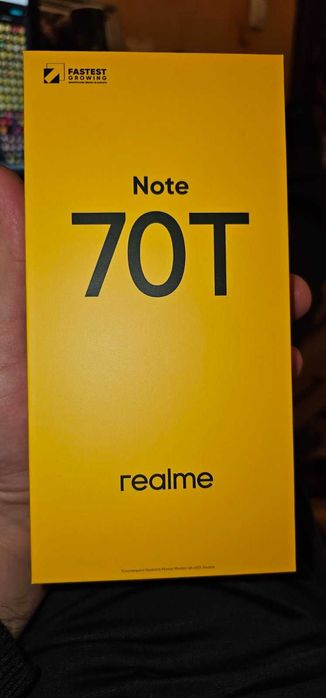 FASTEST
GROWING
Note
70T
realme